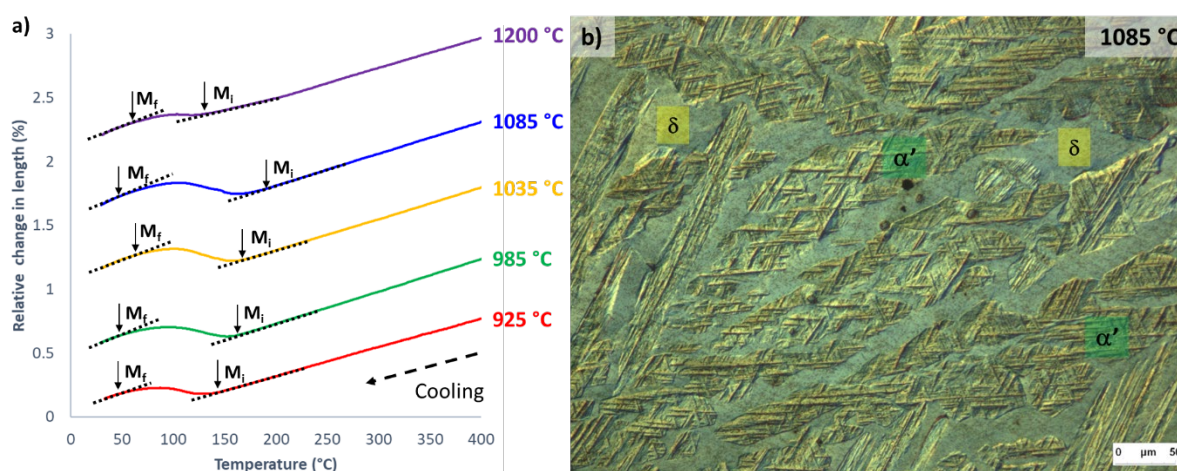 a)
Relative change in length (%)
3
2.5
2
1.5
1
0.5
0
1200 °C
Mf
Mi
1085 °C
Mf
Mi
1035 °C
Mf
Mi
985 °C
Mf
Mi
925 °C
Mf
Mi
Cooling
0 50 100 150 200 250 300 350 400
Temperature (°C)
b)
1085 °C
δ
δ
α’
α’
0 µm 50